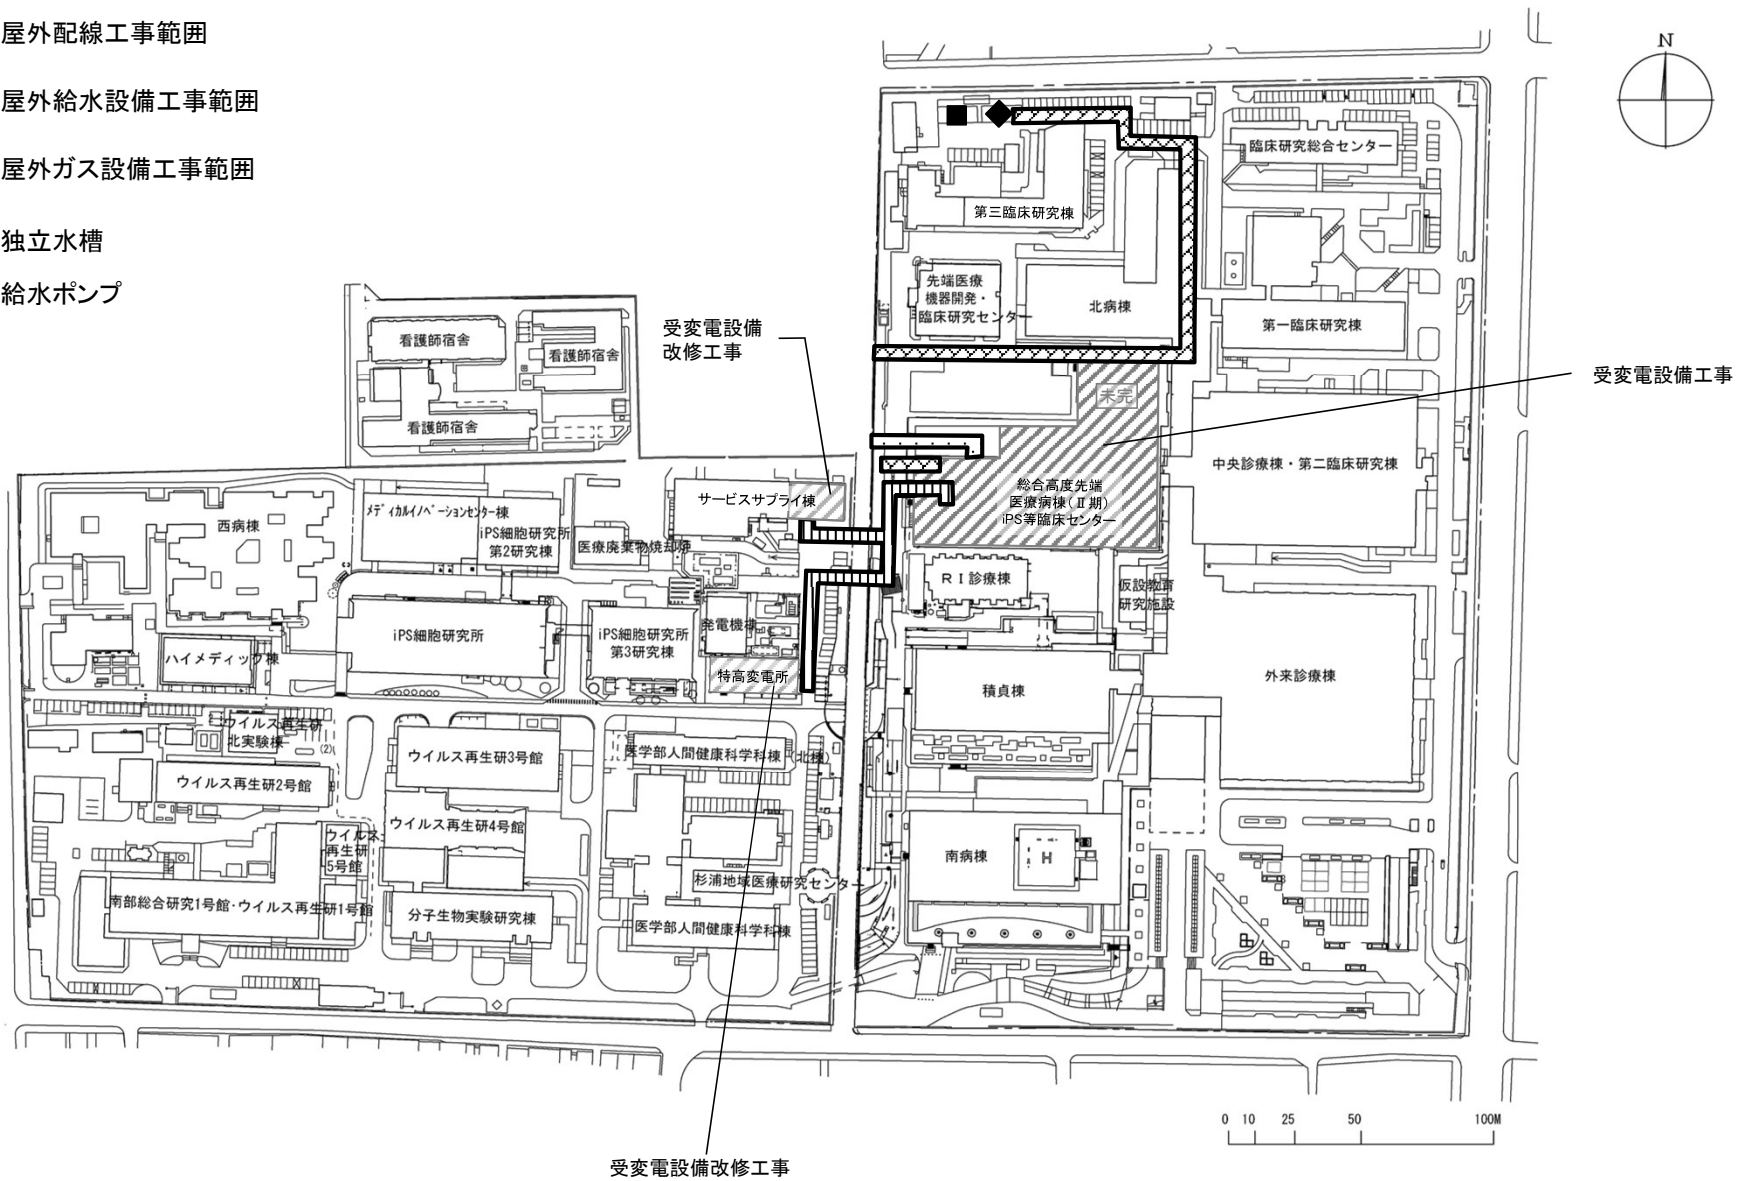 屋外配線工事範囲
屋外給水設備工事範囲
屋外ガス設備工事範囲
独立水槽
給水ポンプ
N
臨床研究総合センター
第三臨床研究棟
先端医療
機器開発・
臨床研究センター
北病棟
第一臨床研究棟
受変電設備
改修工事
看護師宿舎
看護師宿舎
看護師宿舎
受変電設備工事
未完
中央診療棟・第二臨床研究棟
総合高度先端
医療病棟(Ⅱ期)
iPS等臨床センター
サービスサプライ棟
西病棟
メディカルイノベーションセンター棟
iPS細胞研究所
第2研究棟
医療廃棄物焼却炉
RI診療棟
仮設教育
研究施設
iPS細胞研究所
iPS細胞研究所
第3研究棟
発電機棟
ハイメディック棟
特高変電所
積貞棟
外来診療棟
ウイルス再生研
北実験棟
(2)
ウイルス再生研3号館
医学部人間健康科学科棟(北棟)
ウイルス再生研2号館
ウイルス再生研4号館
ウイルス
再生研
5号館
南病棟
H
杉浦地域医療研究センター
南部総合研究1号館・ウイルス再生研1号館
分子生物実験研究棟
医学部人間健康科学科棟
0 10 25 50 100M
受変電設備改修工事